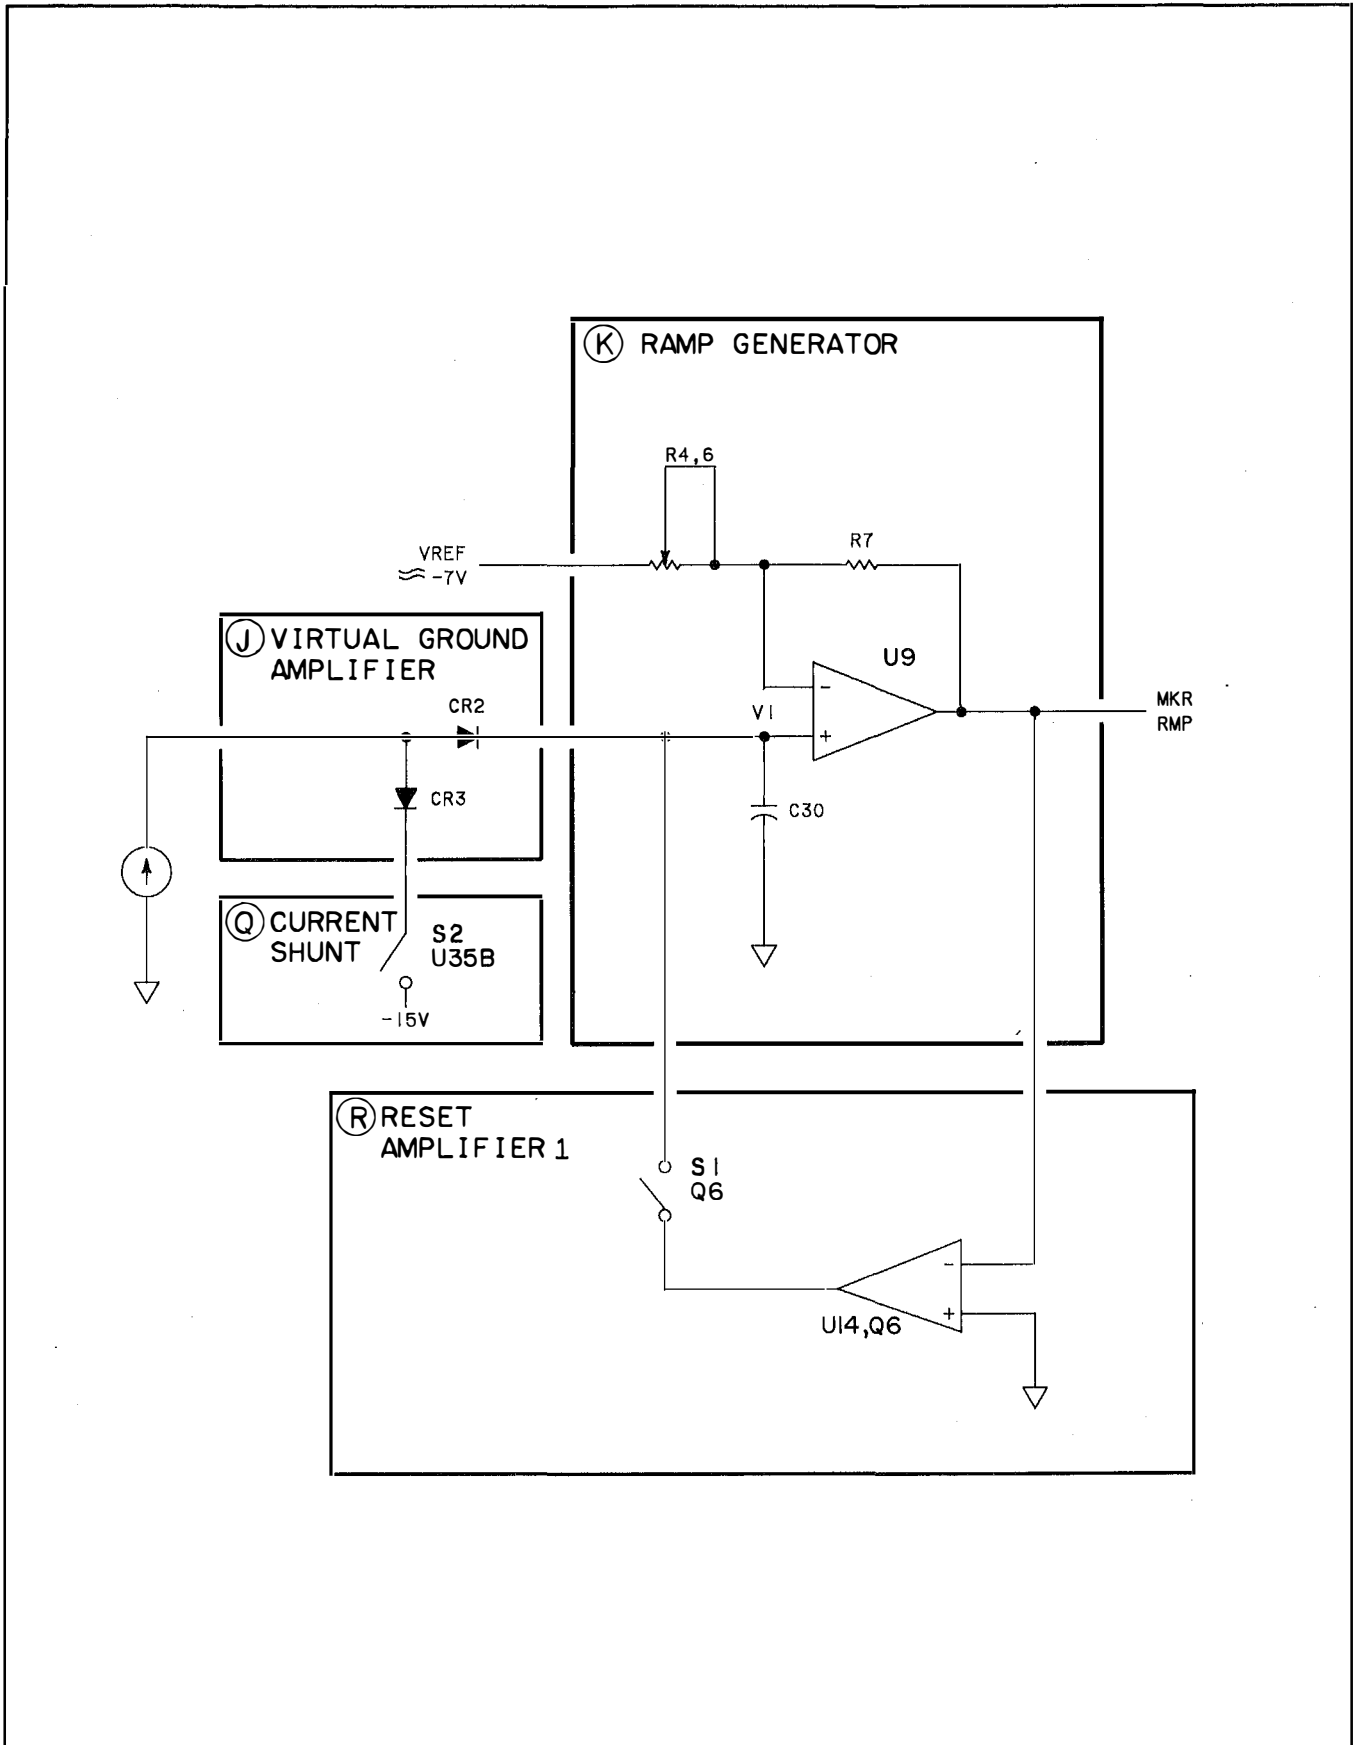 K RAMP GENERATOR
R4,6
VREF
≈ -7V
R7
J VIRTUAL GROUND
AMPLIFIER
CR2
CR3
U9
-
+
V1
C30
MKR
RMP
Q CURRENT
SHUNT
S2
U35B
-15V
R RESET
AMPLIFIER 1
S1
Q6
-
+
U14,Q6